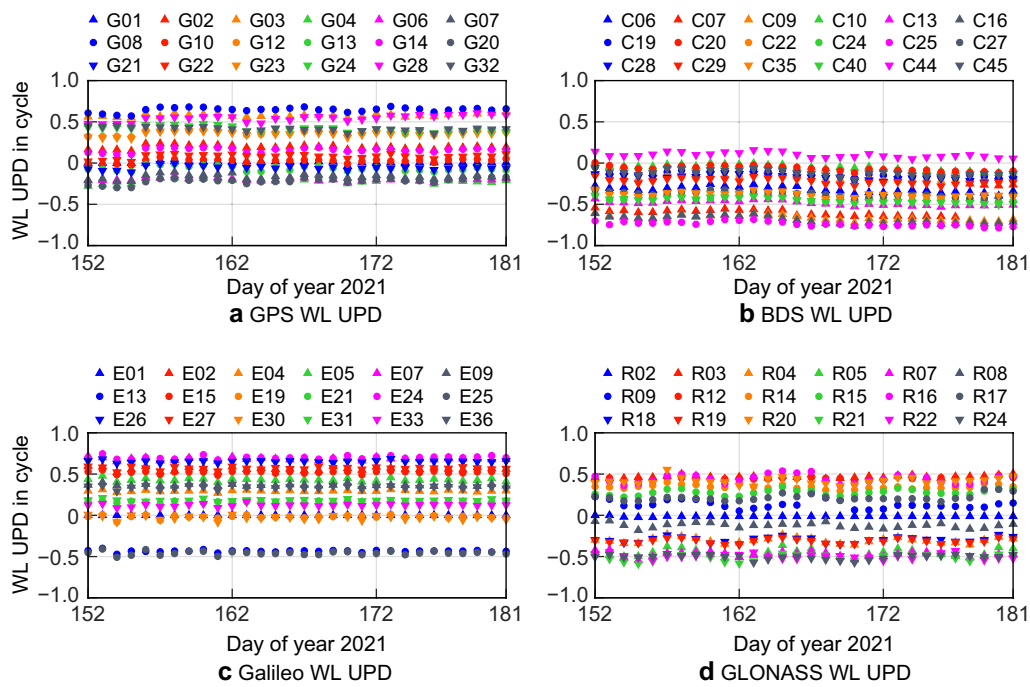 G01 G02 G03 G04 G06 G07
G08 G10 G12 G13 G14 G20
G21 G22 G23 G24 G28 G32
WL UPD in cycle
1.0
0.5
0
−0.5
−1.0
152 162 172 181
Day of year 2021
a GPS WL UPD
C06 C07 C09 C10 C13 C16
C19 C20 C22 C24 C25 C27
C28 C29 C35 C40 C44 C45
1.0
0.5
0
−0.5
−1.0
152 162 172 181
Day of year 2021
b BDS WL UPD
E01 E02 E04 E05 E07 E09
E13 E15 E19 E21 E24 E25
E26 E27 E30 E31 E33 E36
WL UPD in cycle
1.0
0.5
0
−0.5
−1.0
152 162 172 181
Day of year 2021
c Galileo WL UPD
R02 R03 R04 R05 R07 R08
R09 R12 R14 R15 R16 R17
R18 R19 R20 R21 R22 R24
1.0
0.5
0
−0.5
−1.0
152 162 172 181
Day of year 2021
d GLONASS WL UPD